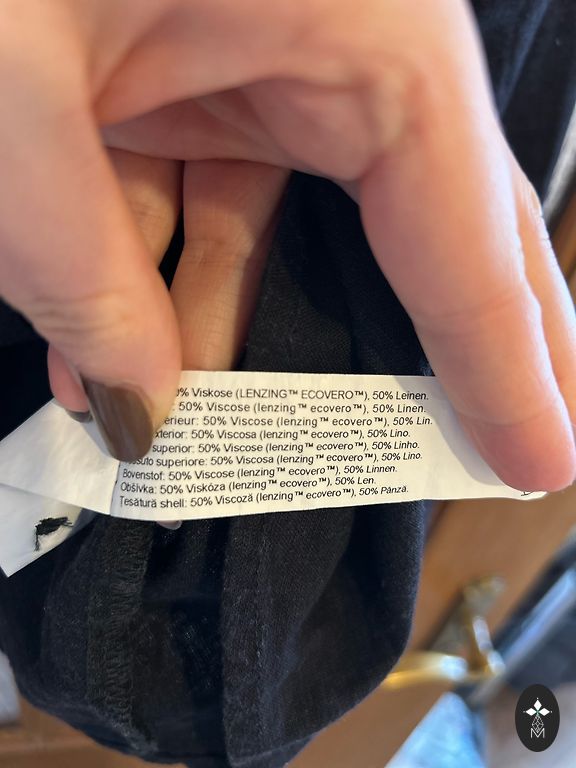 Viskose (LENZING™ ECOVERO™), 50% Leinen.
: 50% Viscose (lenzing™ ecovero™), 50% Linen.
50% Viscose (lenzing™ ecovero™), 50% Lin.
50% Viscosa (lenzing™ ecovero™), 50% Lino.
superior: 50% Viscose (lenzing™ ecovero™), 50% Linho.
superiore: 50% Viscosa (lenzing™ ecovero™), 50% Lino.
Bovenstof: 50% Viscose (lenzing™ ecovero™), 50% Linnen.
Obšívka: 50% Viskóza (lenzing™ ecovero™), 50% Len.
Țesătură shell: 50% Viscoză (lenzing™ ecovero™), 50% Pânză.
M